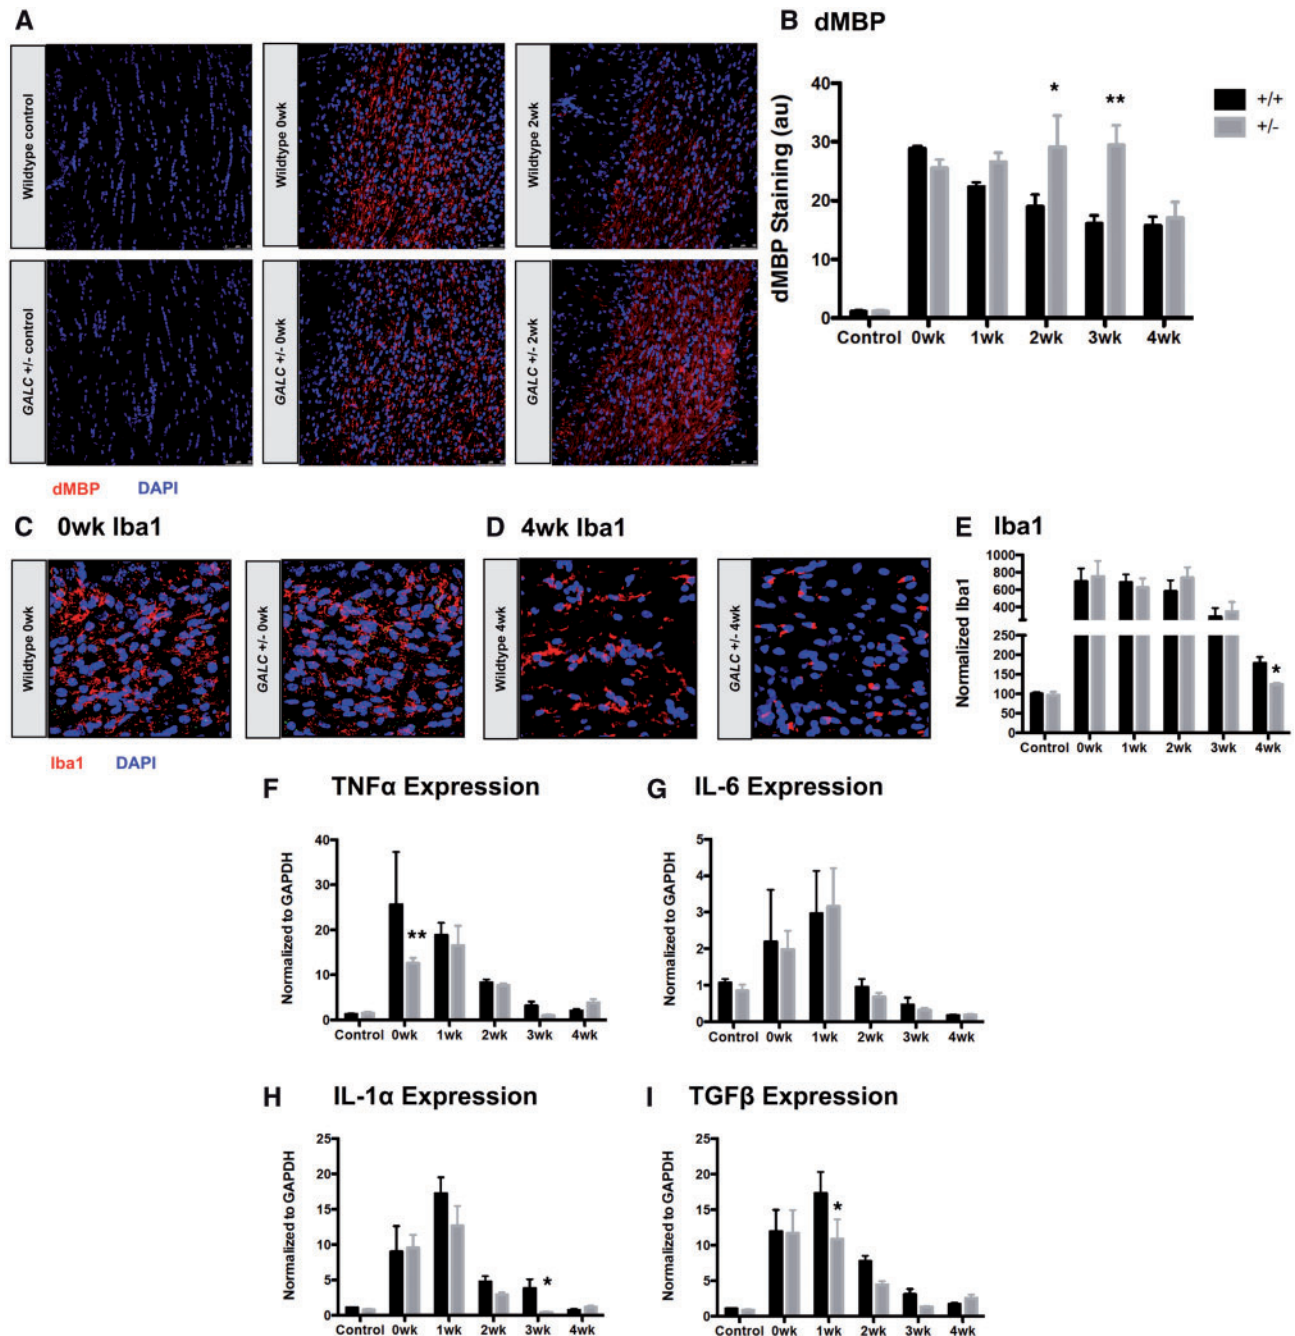 A
Wildtype control
Wildtype 0wk
Wildtype 2wk
GALC +/- control
GALC +/- 0wk
GALC +/- 2wk
dMBP DAPI
B dMBP
dMBP Staining (au)
40
30
20
10
0
Control 0wk 1wk 2wk 3wk 4wk
* **
+/+
+/-
C 0wk Iba1
Wildtype 0wk
GALC +/- 0wk
Iba1 DAPI
D 4wk Iba1
Wildtype 4wk
GALC +/- 4wk
E Iba1
Normalized Iba1
1000
800
600
400
250
200
150
100
50
0
Control 0wk 1wk 2wk 3wk 4wk
*
F TNFα Expression
Normalized to GAPDH
40
30
20
10
0
Control 0wk 1wk 2wk 3wk 4wk
**
G IL-6 Expression
Normalized to GAPDH
5
4
3
2
1
0
Control 0wk 1wk 2wk 3wk 4wk
H IL-1α Expression
Normalized to GAPDH
25
20
15
10
5
0
Control 0wk 1wk 2wk 3wk 4wk
*
I TGFβ Expression
Normalized to GAPDH
25
20
15
10
5
0
Control 0wk 1wk 2wk 3wk 4wk
*